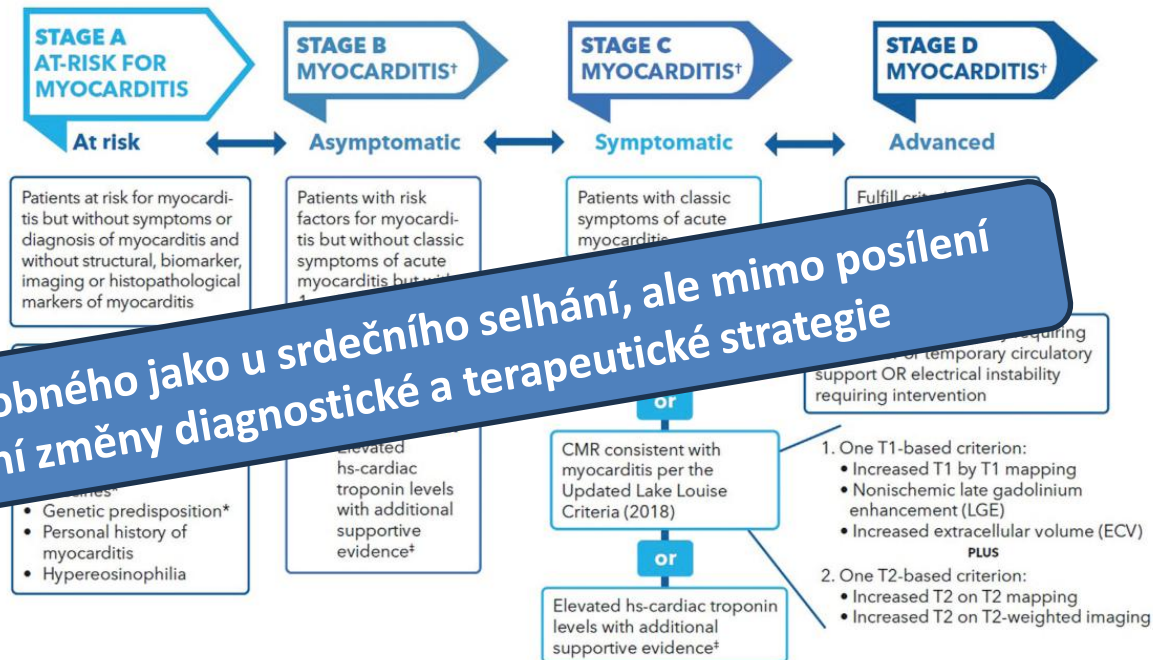 STAGE A
AT-RISK FOR
MYOCARDITIS
STAGE B
MYOCARDITIS†
STAGE C
MYOCARDITIS†
STAGE D
MYOCARDITIS†
At risk
Asymptomatic
Symptomatic
Advanced
Patients at risk for myocardi-
tis but without symptoms or
diagnosis of myocarditis and
without structural, biomarker,
imaging or histopathological
markers of myocarditis
Patients with risk
factors for myocardi-
tis but without classic
symptoms of acute
myocarditis but
Patients with classic
symptoms of acute
myocarditis
Fulfill
jako u srdečního selhání, ale mimo posílení
změny diagnostické a terapeutické strategie
temporary circulatory
support OR electrical instability
requiring intervention
• Genetic predisposition*
• Personal history of
myocarditis
• Hypereosinophilia
Elevated
hs-cardiac
troponin levels
with additional
supportive
evidence‡
or
CMR consistent with
myocarditis per the
Updated Lake Louise
Criteria (2018)
or
Elevated hs-cardiac troponin
levels with additional
supportive evidence‡
1. One T1-based criterion:
• Increased T1 by T1 mapping
• Nonischemic late gadolinium
enhancement (LGE)
• Increased extracellular volume (ECV)
PLUS
2. One T2-based criterion:
• Increased T2 on T2 mapping
• Increased T2 on T2-weighted imaging